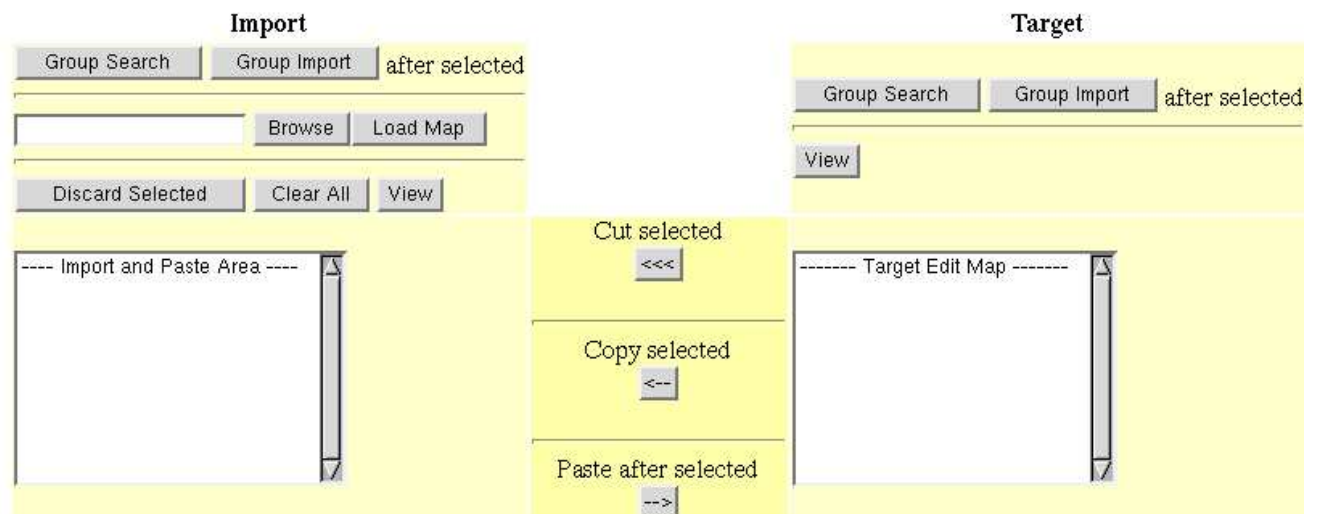 Import
Group Search Group Import after selected
Browse Load Map
Discard Selected Clear All View
---- Import and Paste Area ----
Cut selected
<<<
Copy selected
<--
Paste after selected
-->
Target
Group Search Group Import after selected
View
------- Target Edit Map -------